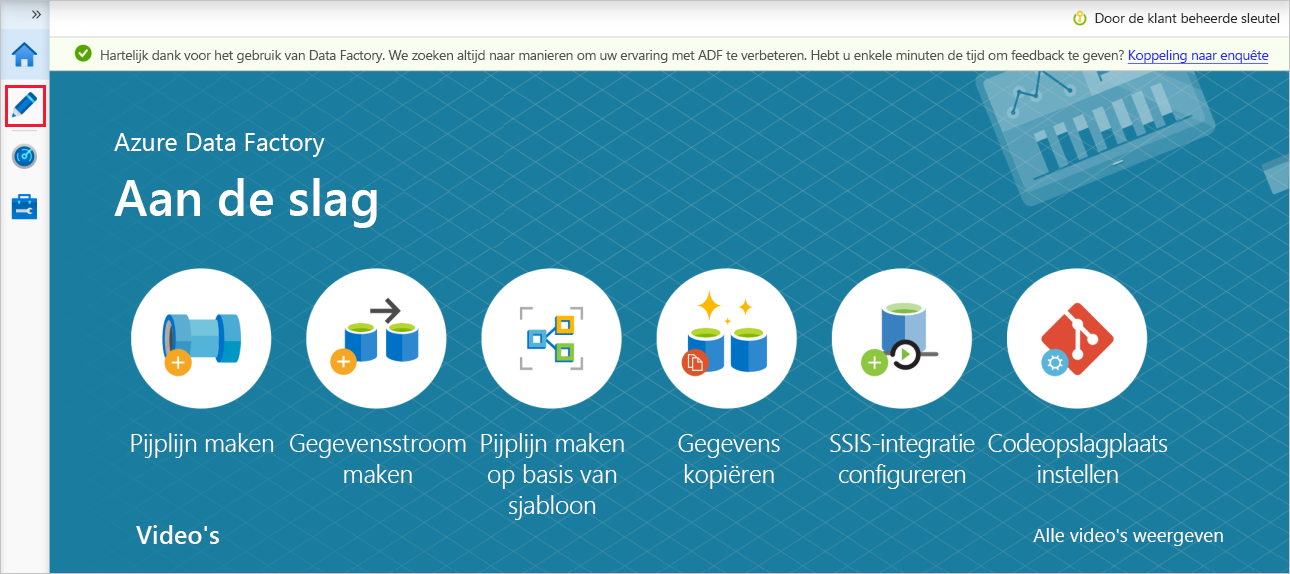 Door de klant beheerde sleutel
Hartelijk dank voor het gebruik van Data Factory. We zoeken altijd naar manieren om uw ervaring met ADF te verbeteren. Hebt u enkele minuten de tijd om feedback te geven? Koppeling naar enquête
Azure Data Factory
Aan de slag
Pijplijn maken
Gegevensstroom
maken
Pijplijn maken
op basis van
sjabloon
Gegevens
kopiëren
SSIS-integratie
configureren
Codeopslagplaats
instellen
Video's
Alle video's weergeven